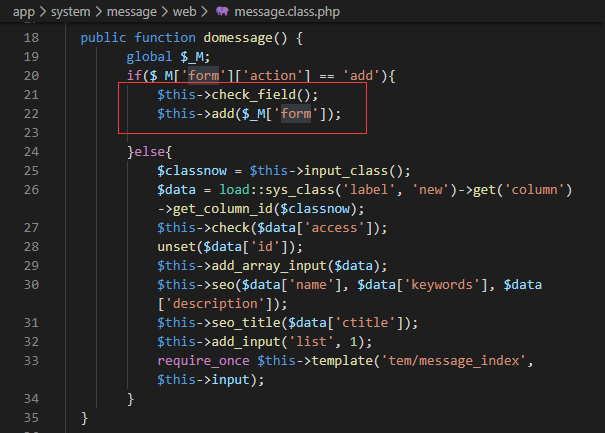 app > system > message > web > message.class.php
18 public function domessage() {
19 global $_M;
20 if($_M['form']['action'] == 'add'){
21 $this->check_field();
22 $this->add($_M['form']);
23
24 }else{
25 $classnow = $this->input_class();
26 $data = load::sys_class('label', 'new')->get('column')
->get_column_id($classnow);
27 $this->check($data['access']);
28 unset($data['id']);
29 $this->add_array_input($data);
30 $this->seo($data['name'], $data['keywords'], $data
['description']);
31 $this->seo_title($data['ctitle']);
32 $this->add_input('list', 1);
33 require_once $this->template('tem/message_index',
$this->input);
34 }
35 }